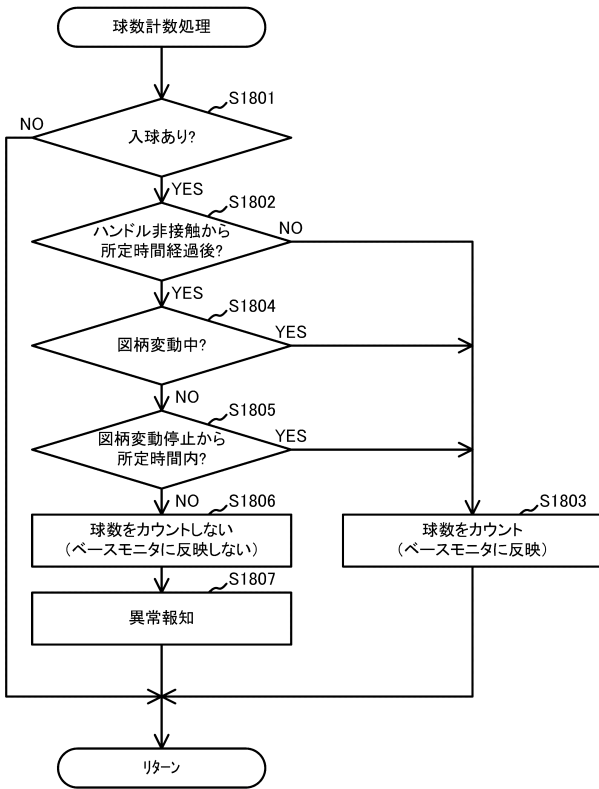 球数計数処理
S1801
NO
入球あり?
YES
S1802
ハンドル非接触から
所定時間経過後?
NO
YES
S1804
図柄変動中?
YES
NO
S1805
図柄変動停止から
所定時間内?
YES
NO
S1806
球数をカウントしない
(ベースモニタに反映しない)
S1803
球数をカウント
(ベースモニタに反映)
S1807
異常報知
リターン